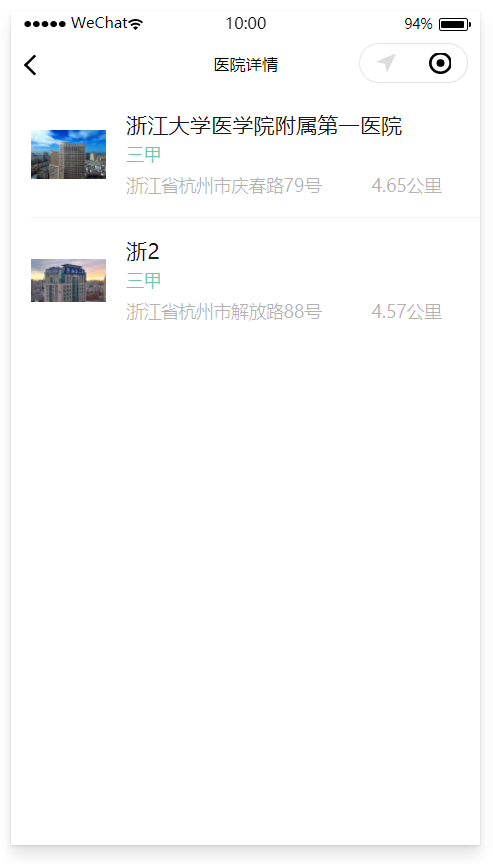 WeChat 10:00 94%
医院详情
浙江大学医学院附属第一医院
三甲
浙江省杭州市庆春路79号 4.65公里
浙2
三甲
浙江省杭州市解放路88号 4.57公里